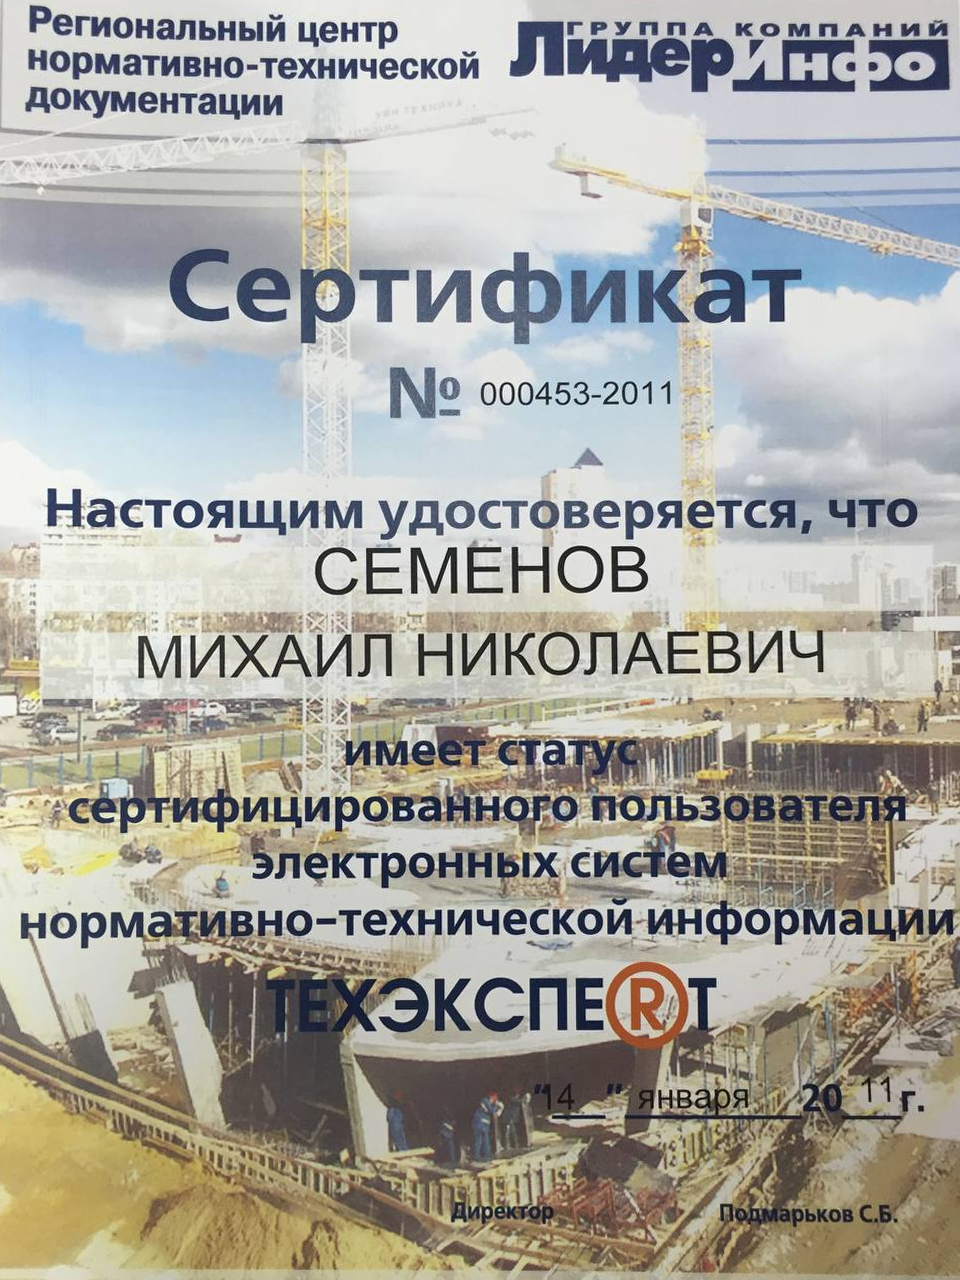 Региональный центр
нормативно-технической
документации
ГРУППА КОМПАНИЙ
ЛидерИнфо
Сертификат
№ 000453-2011
Настоящим удостоверяется, что
СЕМЕНОВ
МИХАИЛ НИКОЛАЕВИЧ
имеет статус
сертифицированного пользователя
электронных систем
нормативно-технической информации
ТЕХЭКСПЕRТ
"14" января 2011г.
Директор Подмарьков С.Б.